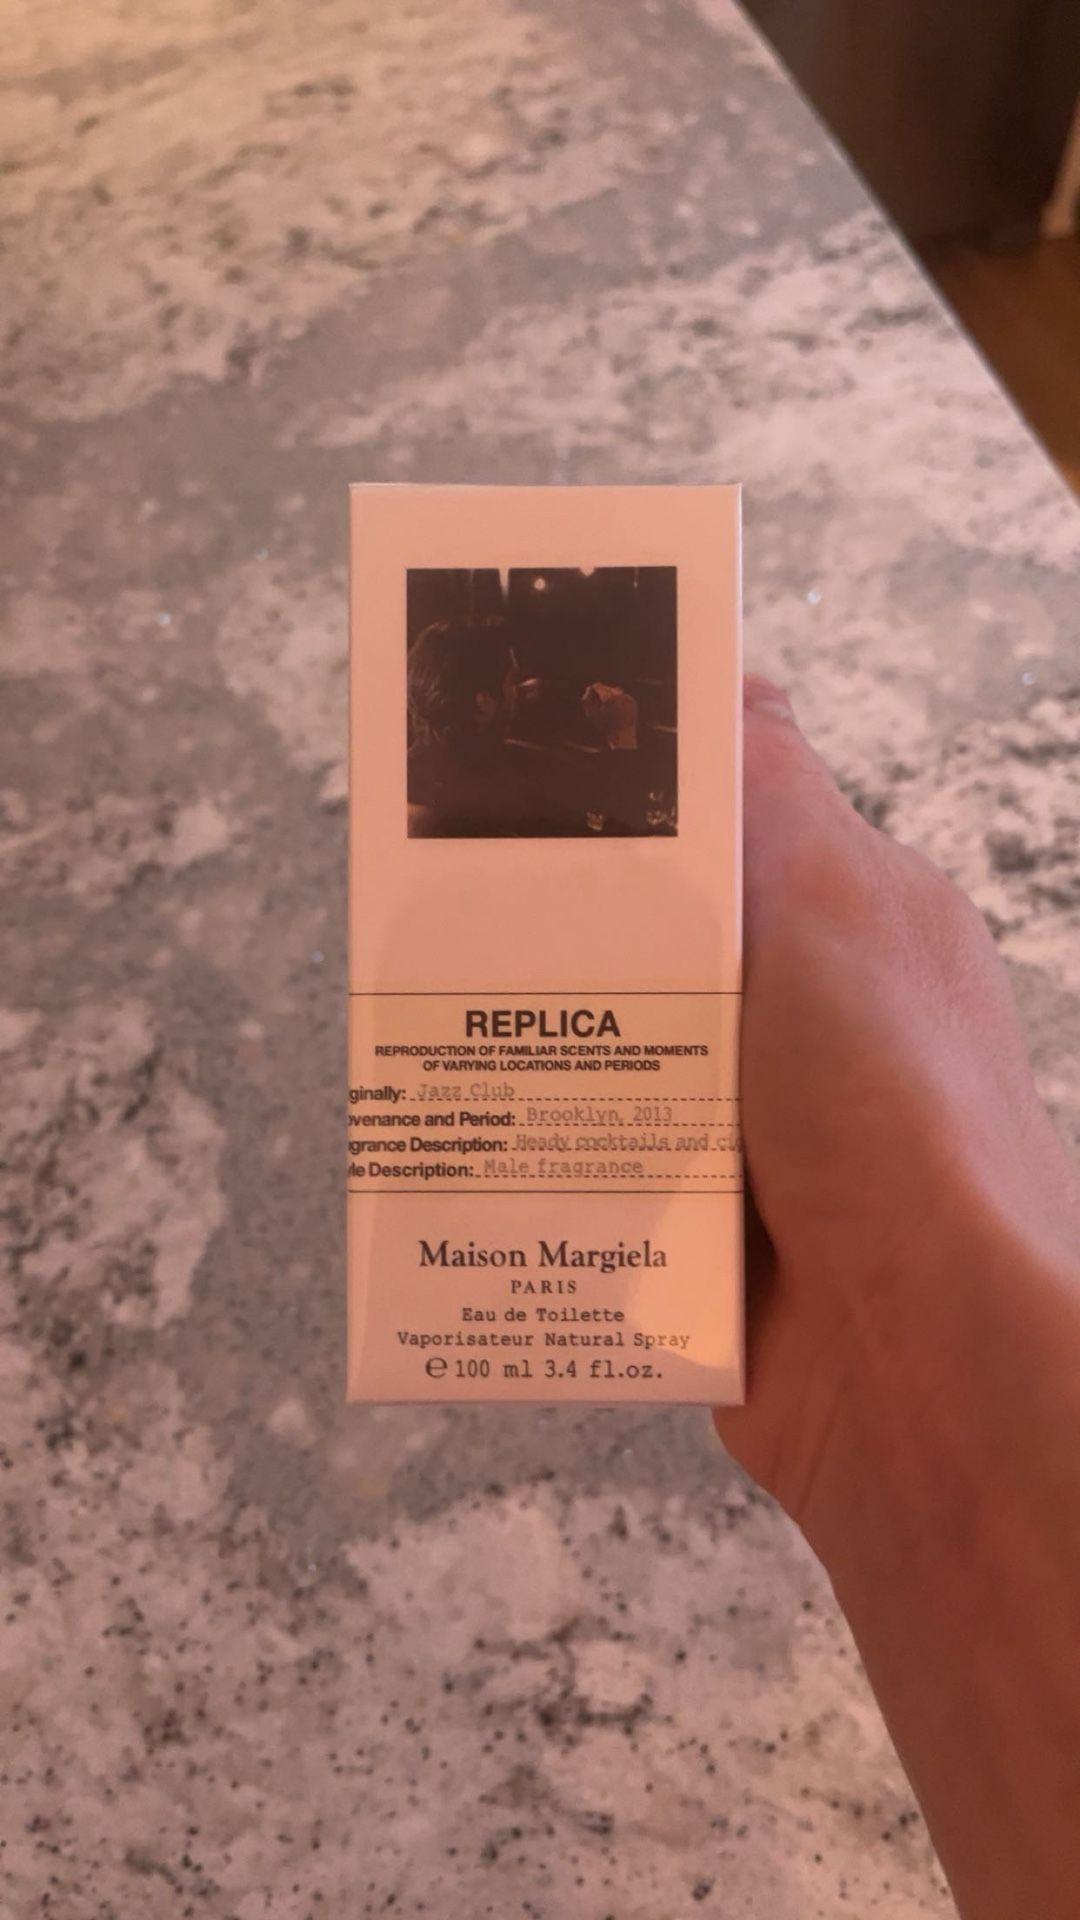 REPLICA
REPRODUCTION OF FAMILIAR SCENTS AND MOMENTS
OF VARYING LOCATIONS AND PERIODS
ginally: Jazz Club
venance and Period: Brooklyn, 2013
grance Description: Heady cocktails and cig
le Description: Male fragrance
Maison Margiela
PARIS
Eau de Toilette
Vaporisateur Natural Spray
℮ 100 ml 3.4 fl.oz.